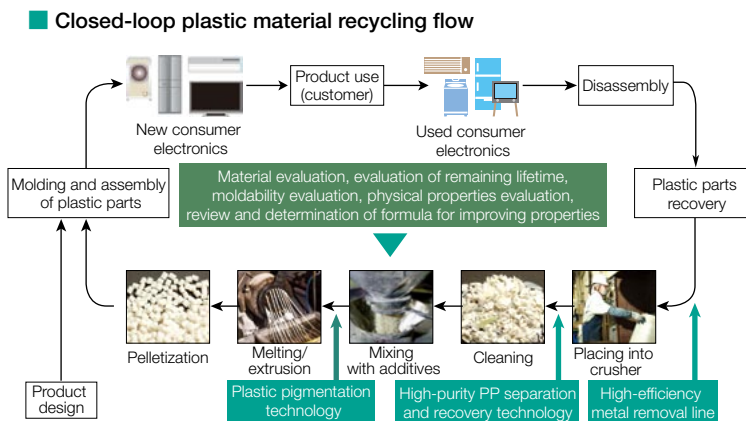 Closed-loop plastic material recycling flow
New consumer
electronics
Product use
(customer)
Used consumer
electronics
Disassembly
Molding and assembly
of plastic parts
Material evaluation, evaluation of remaining lifetime,
moldability evaluation, physical properties evaluation,
review and determination of formula for improving properties
Plastic parts
recovery
Pelletization
Melting/
extrusion
Mixing
with additives
Cleaning
Placing into
crusher
Product
design
Plastic pigmentation
technology
High-purity PP separation
and recovery technology
High-efficiency
metal removal line